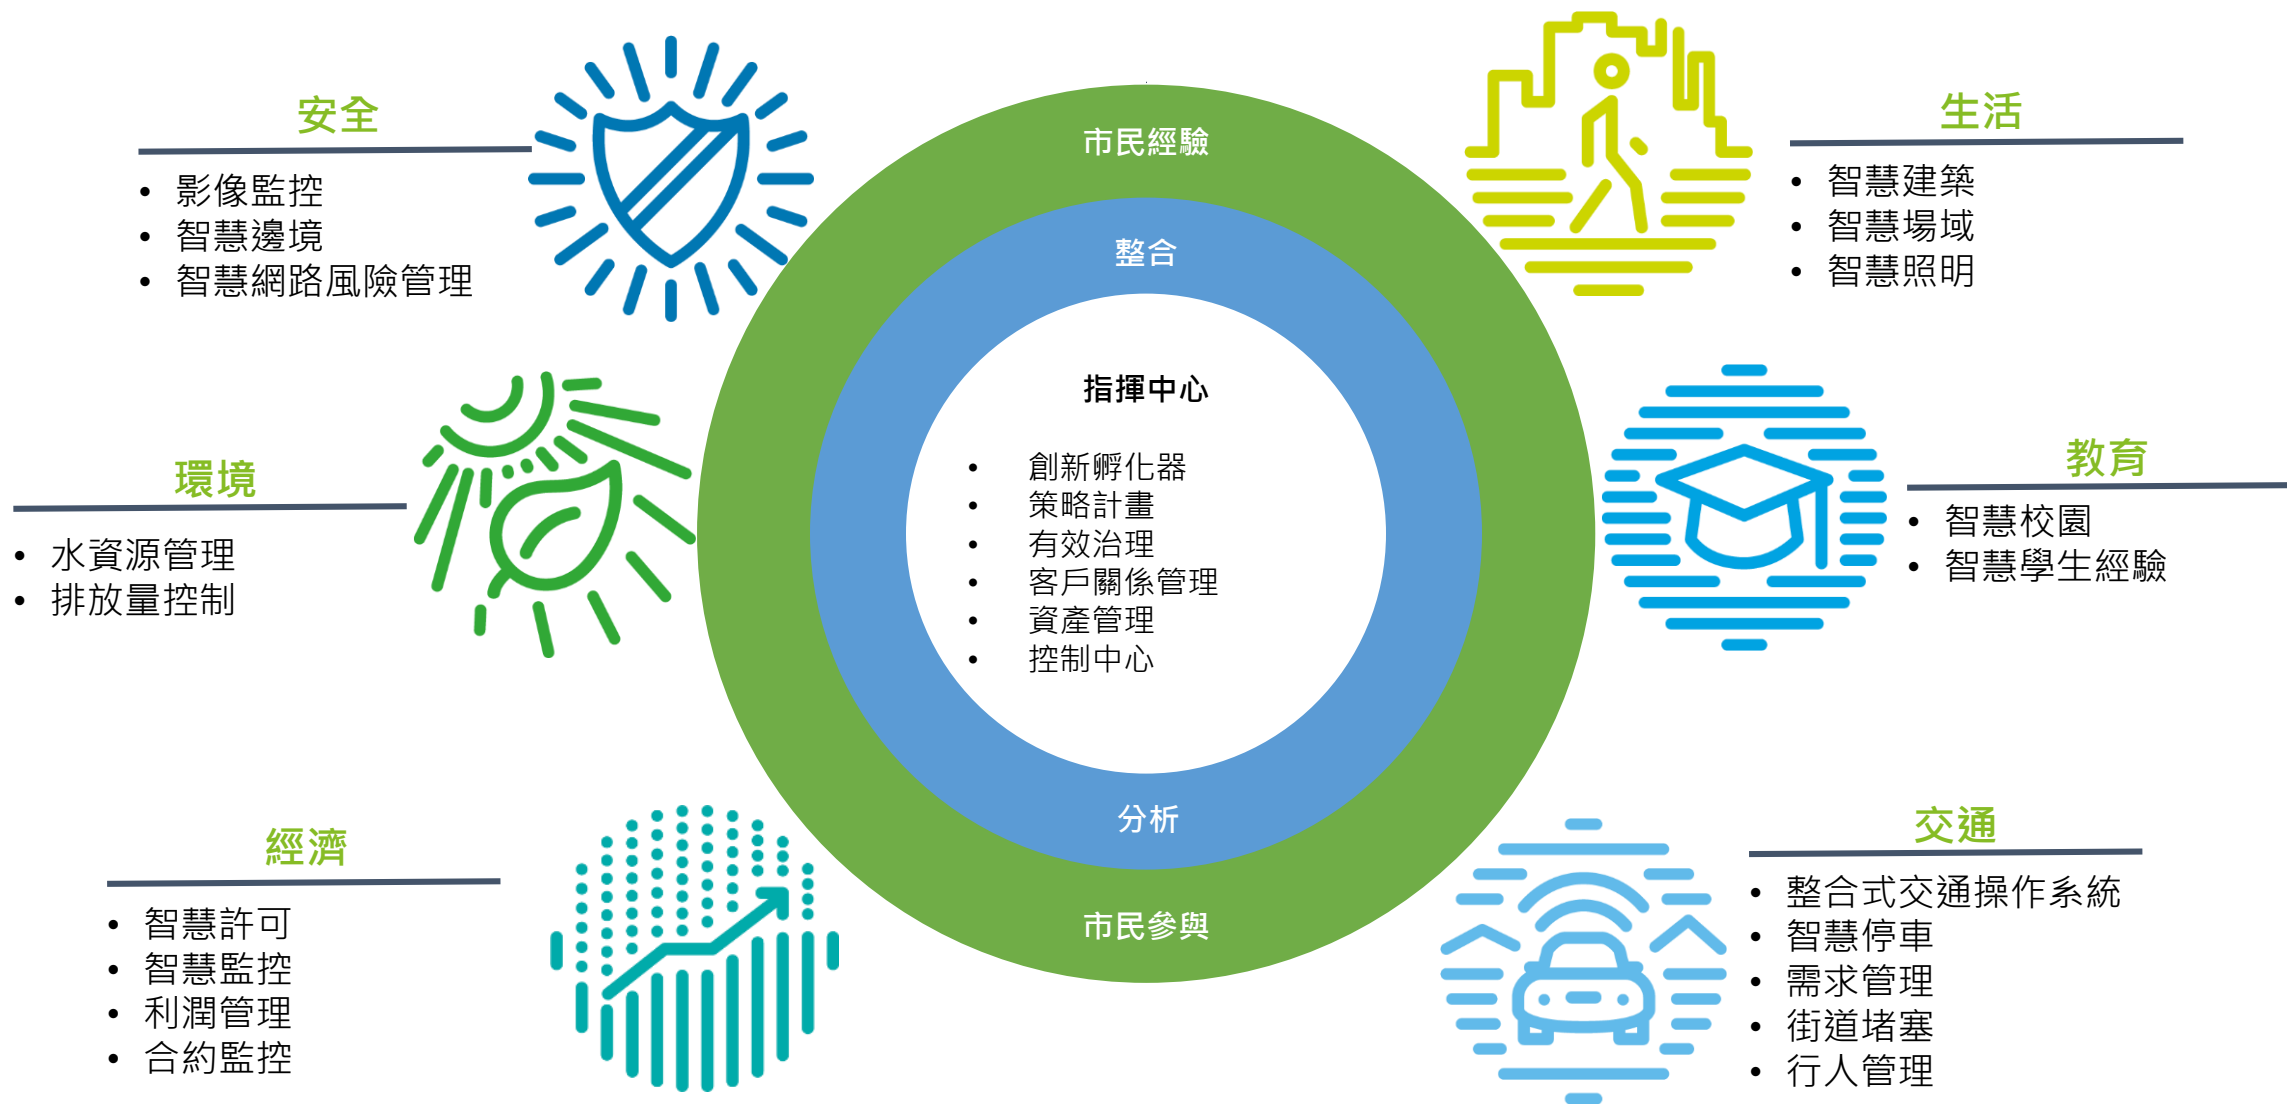 安全
• 影像監控
• 智慧邊境
• 智慧網路風險管理
環境
• 水資源管理
• 排放量控制
經濟
• 智慧許可
• 智慧監控
• 利潤管理
• 合約監控
市民經驗
整合
指揮中心
• 創新孵化器
• 策略計畫
• 有效治理
• 客戶關係管理
• 資產管理
• 控制中心
分析
市民參與
生活
• 智慧建築
• 智慧場域
• 智慧照明
教育
• 智慧校園
• 智慧學生經驗
交通
• 整合式交通操作系統
• 智慧停車
• 需求管理
• 街道堵塞
• 行人管理